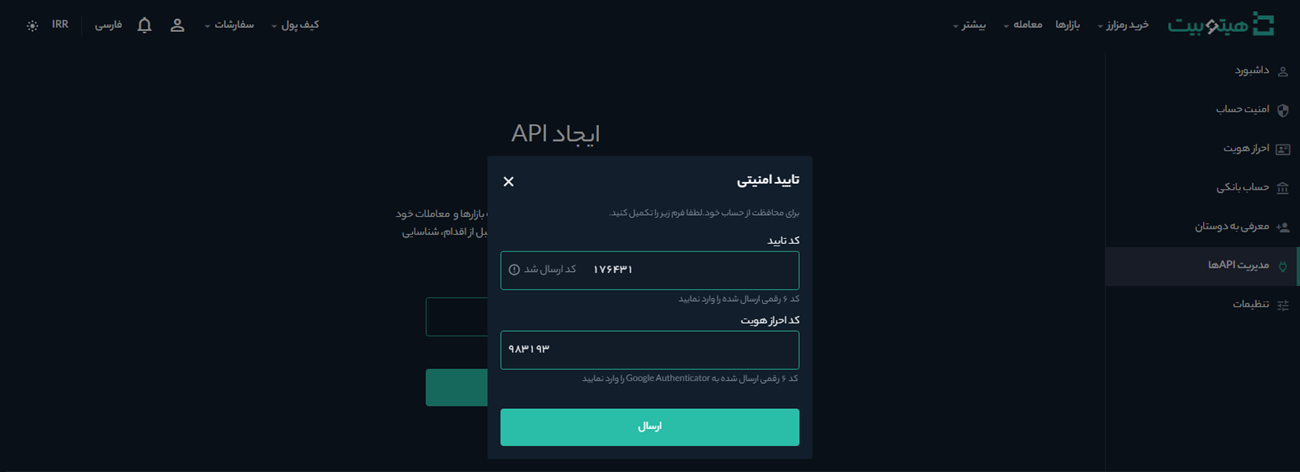 هیتوبیت
خرید رمزارز
بازارها
معامله
بیشتر
کیف پول
سفارشات
فارسی
IRR
داشبورد
امنیت حساب
احراز هویت
حساب بانکی
معرفی به دوستان
مدیریت APIها
تنظیمات
ایجاد API
بازارها و معاملات خود
از اقدام، شناسایی
تایید امنیتی
برای محافظت از حساب خود.لطفا فرم زیر را تکمیل کنید.
کد تایید
۱۷۶۴۳۱
کد ارسال شد
کد ۶ رقمی ارسال شده را وارد نمایید
کد احراز هویت
۹۸۳۱۹۳
کد ۶ رقمی ارسال شده به Google Authenticator را وارد نمایید
ارسال